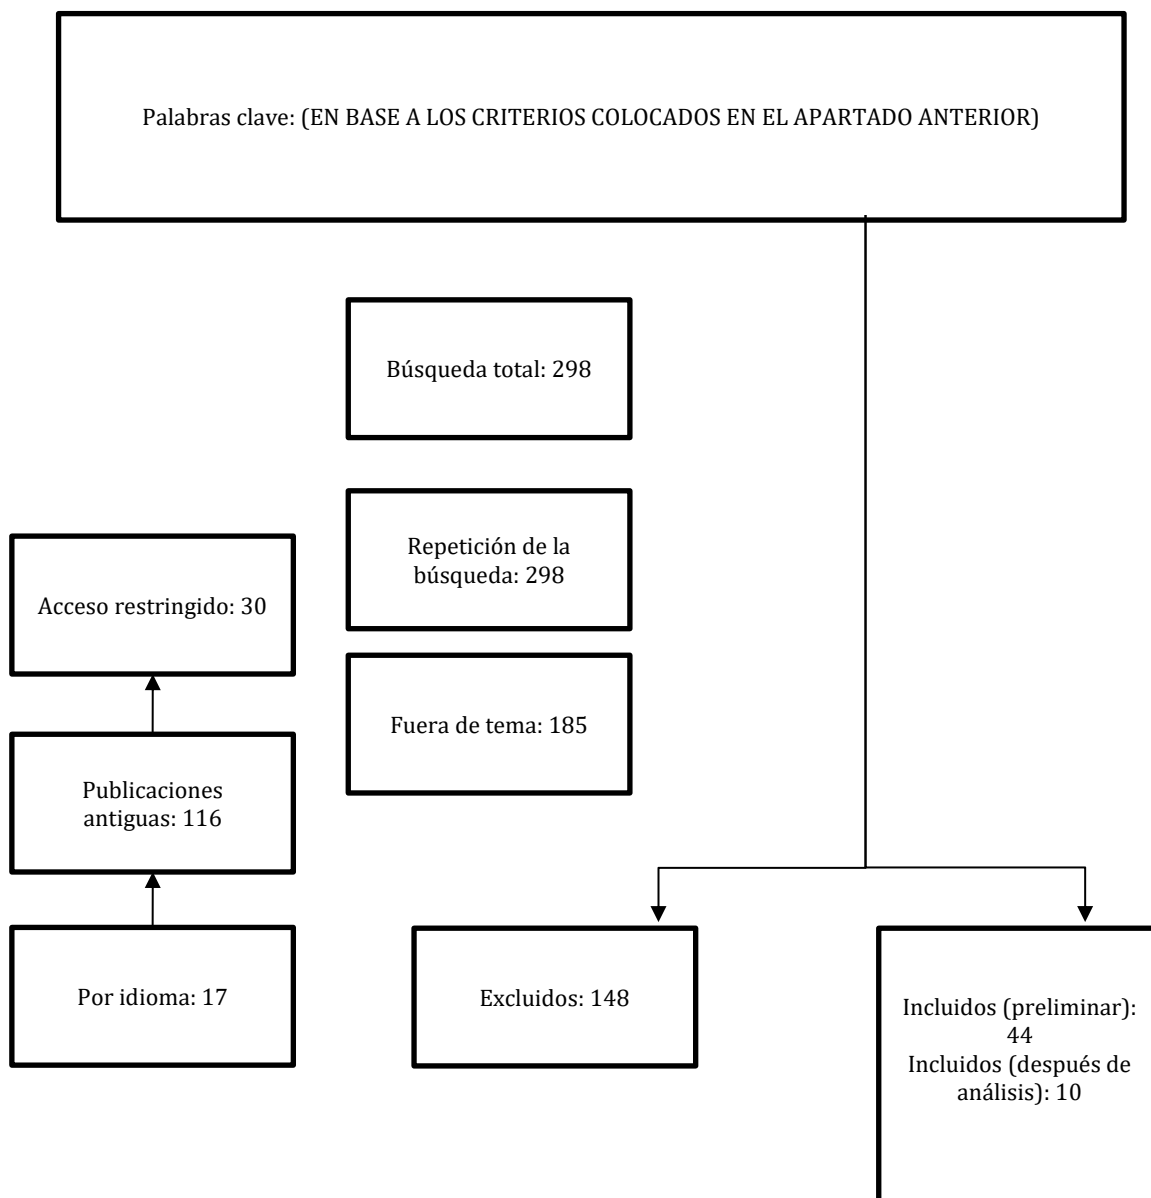 Palabras clave: (EN BASE A LOS CRITERIOS COLOCADOS EN EL APARTADO ANTERIOR)
Búsqueda total: 298
Repetición de la
búsqueda: 298
Acceso restringido: 30
Fuera de tema: 185
Publicaciones
antiguas: 116
Por idioma: 17
Excluidos: 148
Incluidos (preliminar):
44
Incluidos (después de
análisis): 10